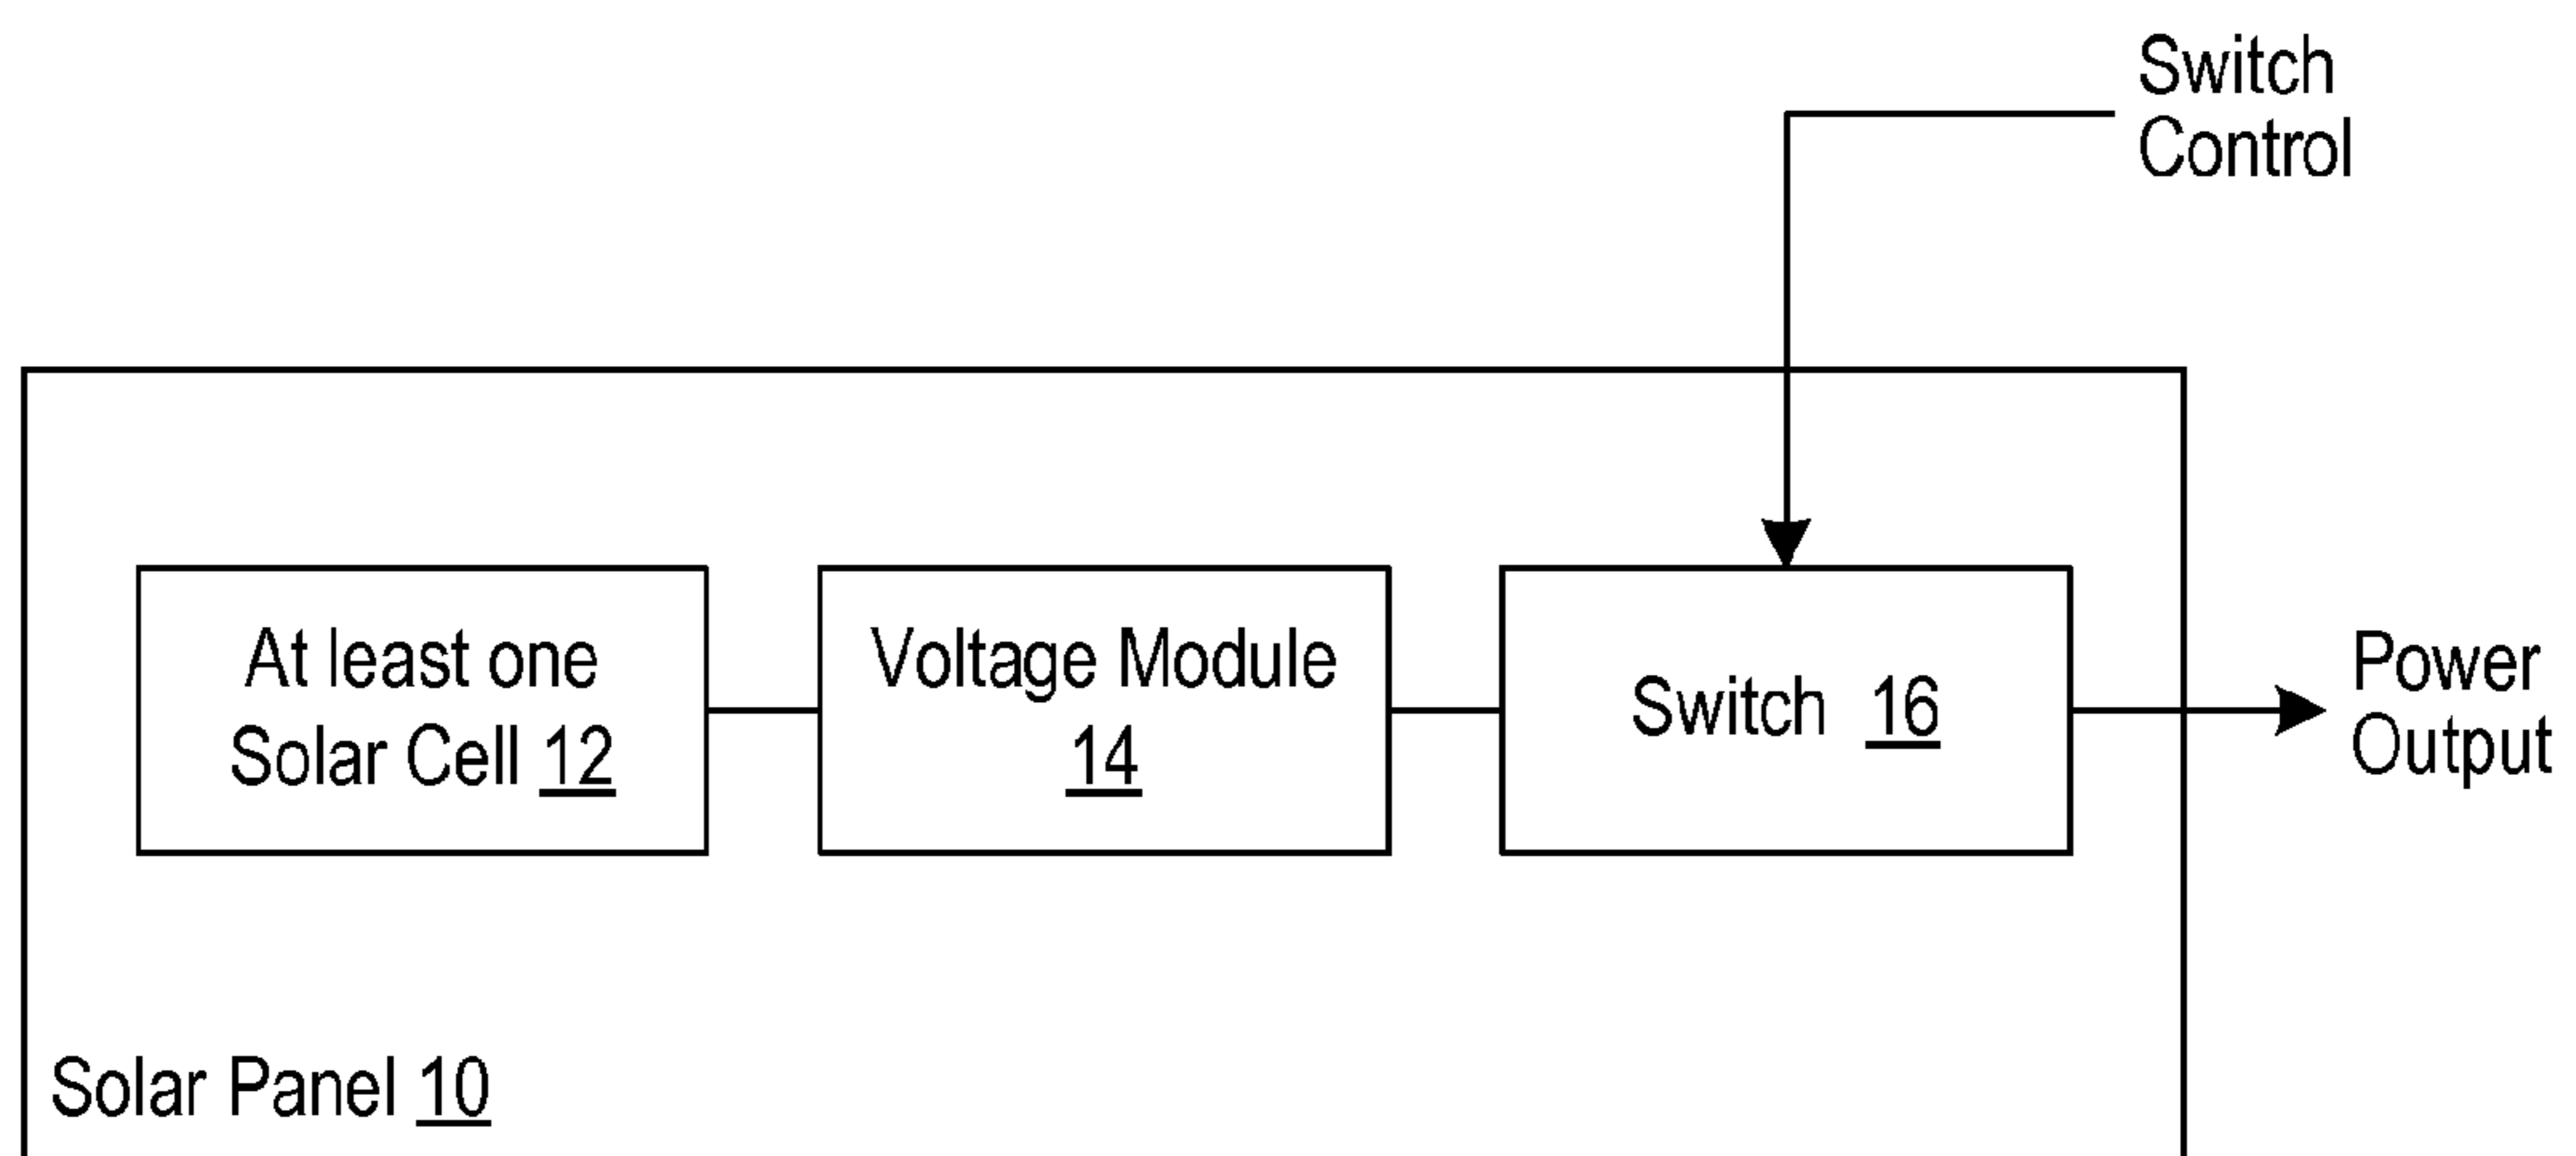 Switch
Control
At least one
Solar Cell 12
Voltage Module
14
Switch 16
Power
Output
Solar Panel 10